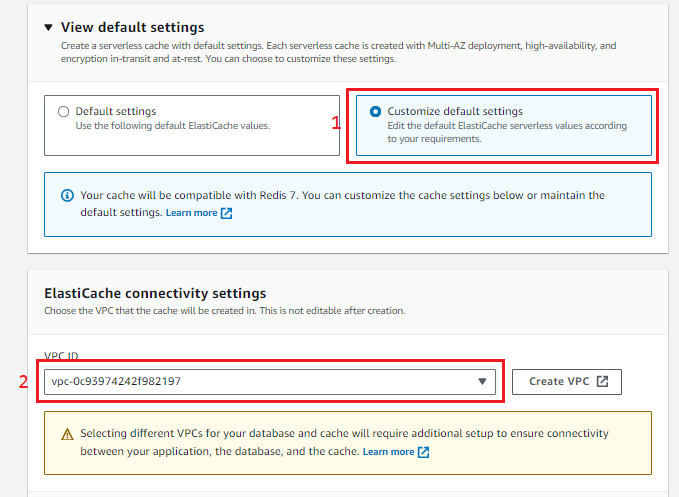 View default settings
Create a serverless cache with default settings. Each serverless cache is created with Multi-AZ deployment, high-availability, and
encryption in-transit and at-rest. You can choose to customize these settings.
Default settings
Use the following default ElastiCache values.
1
Customize default settings
Edit the default ElastiCache serverless values according
to your requirements.
Your cache will be compatible with Redis 7. You can customize the cache settings below or maintain the
default settings. Learn more
ElastiCache connectivity settings
Choose the VPC that the cache will be created in. This is not editable after creation.
VPC ID
2
vpc-0c93974242f982197
Create VPC
Selecting different VPCs for your database and cache will require additional setup to ensure connectivity
between your application, the database, and the cache. Learn more